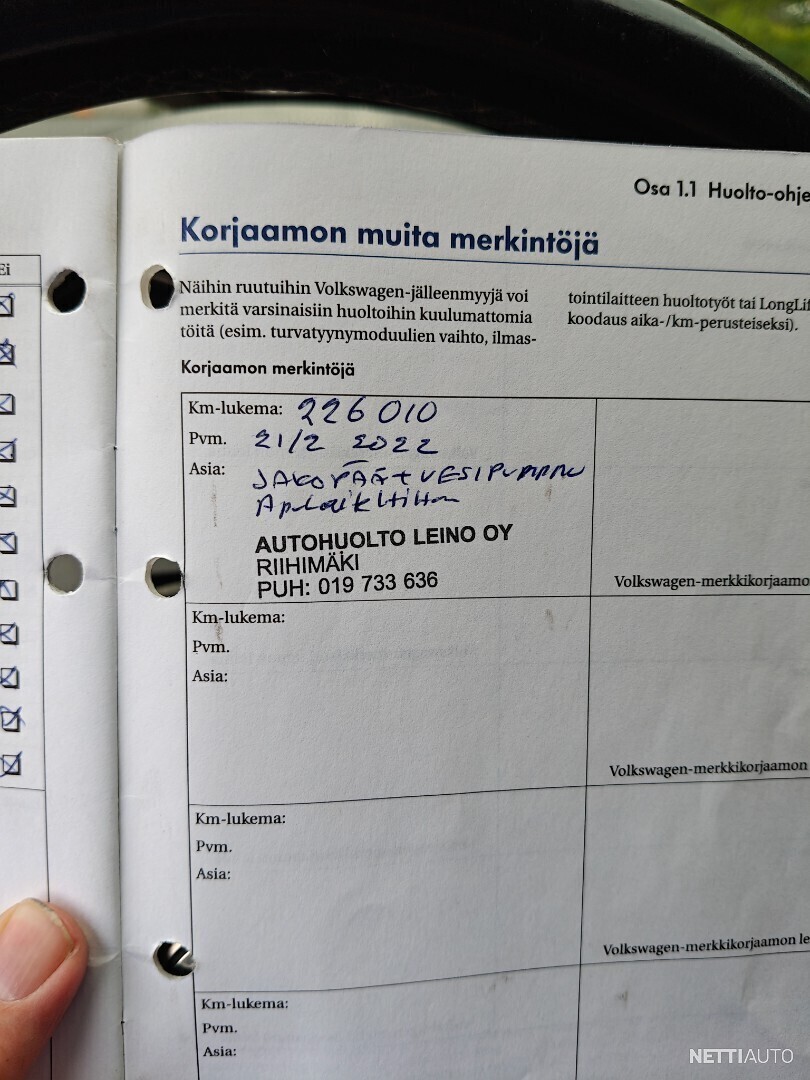 Osa 1.1 Huolto-ohje
Korjaamon muita merkintöjä
Ei
Näihin ruutuihin Volkswagen-jälleenmyyjä voi
merkitä varsinaisiin huoltoihin kuulumattomia
töitä (esim. turvatyynymoduulien vaihto, ilmas-
tointilaitteen huoltotyöt tai LongLif
koodaus aika-/km-perusteiseksi).
Korjaamon merkintöjä
Km-lukema: 226 010
Pvm. 21/2 2022
Asia: JAKOPÄÄ + VESIPUMPPU
AUTOHUOLTO LEINO OY
RIIHIMÄKI
PUH: 019 733 636
Volkswagen-merkkikorjaamo
Km-lukema:
Pvm.
Asia:
Volkswagen-merkkikorjaamon
Km-lukema:
Pvm.
Asia:
Volkswagen-merkkikorjaamon le
Km-lukema:
Pvm.
Asia:
NETTIAUTO